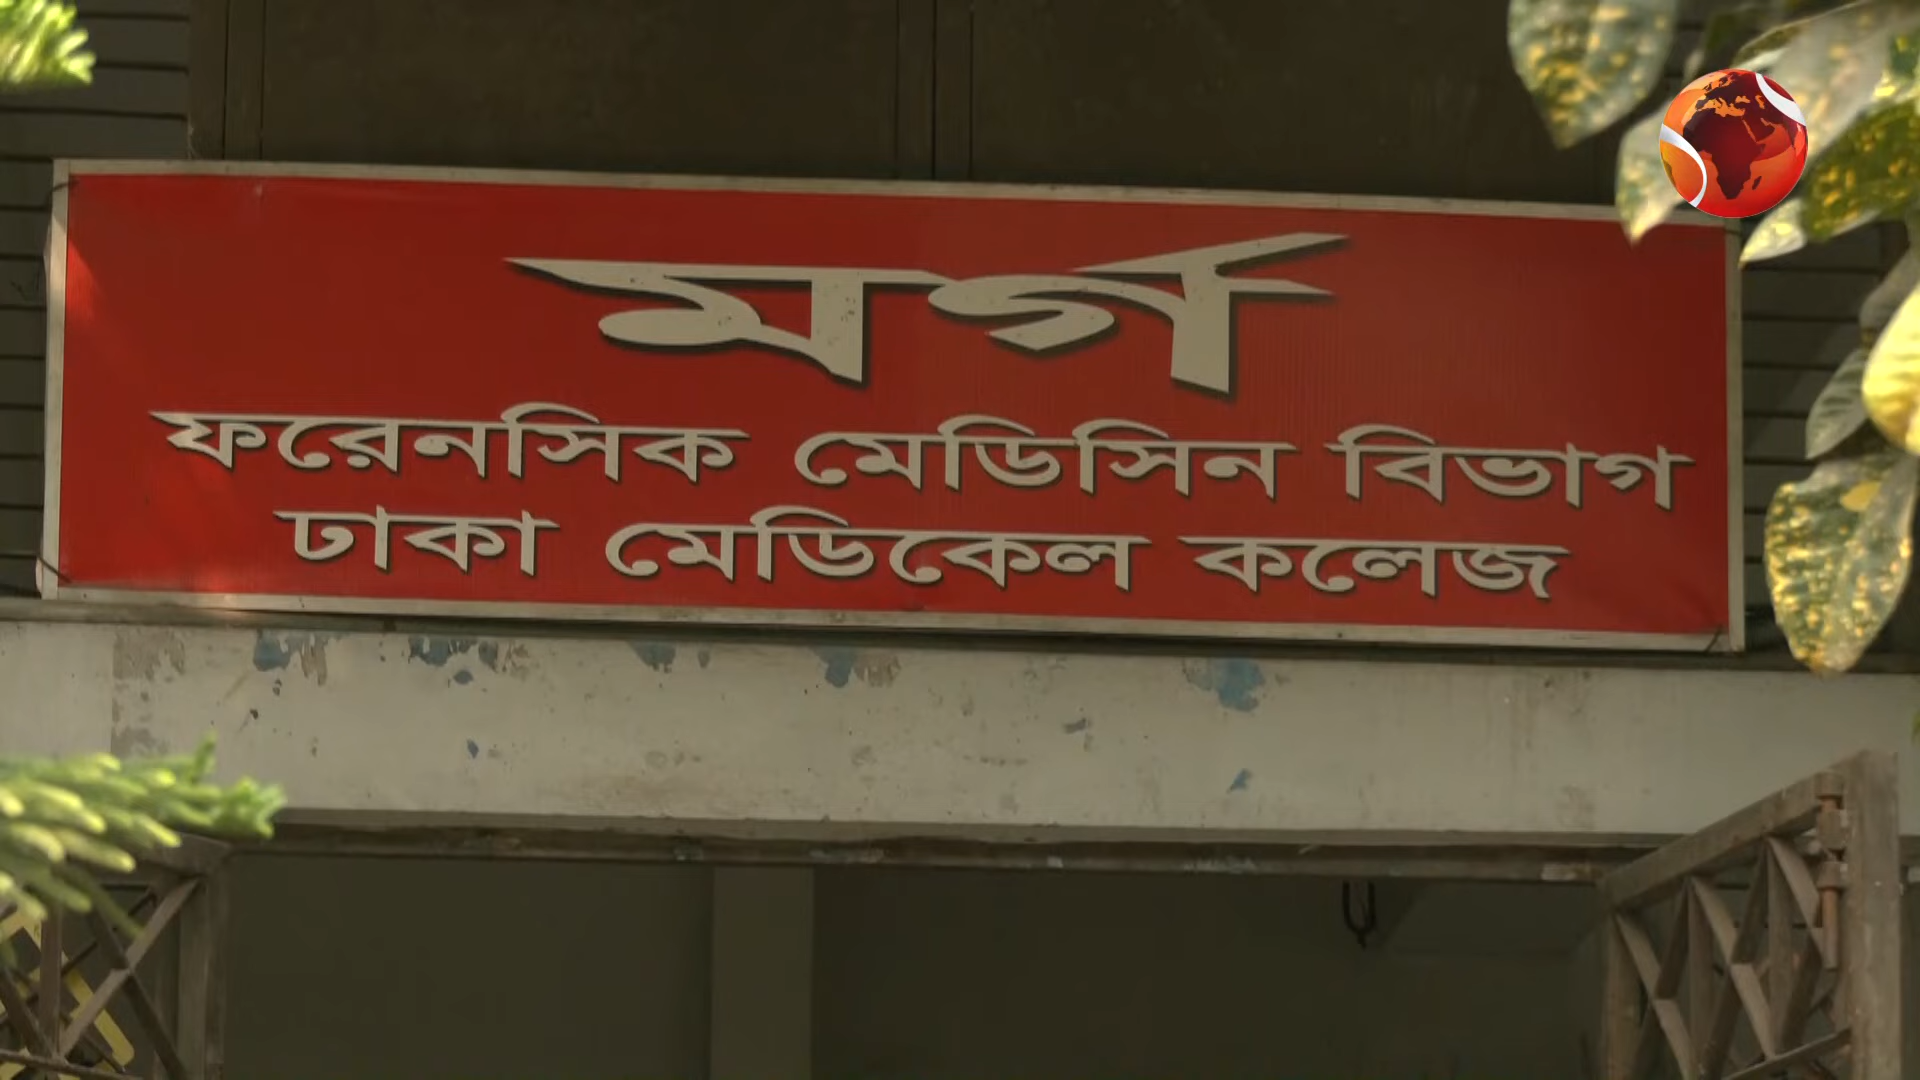 মর্গ
ফরেনসিক মেডিসিন বিভাগ
ঢাকা মেডিকেল কলেজ